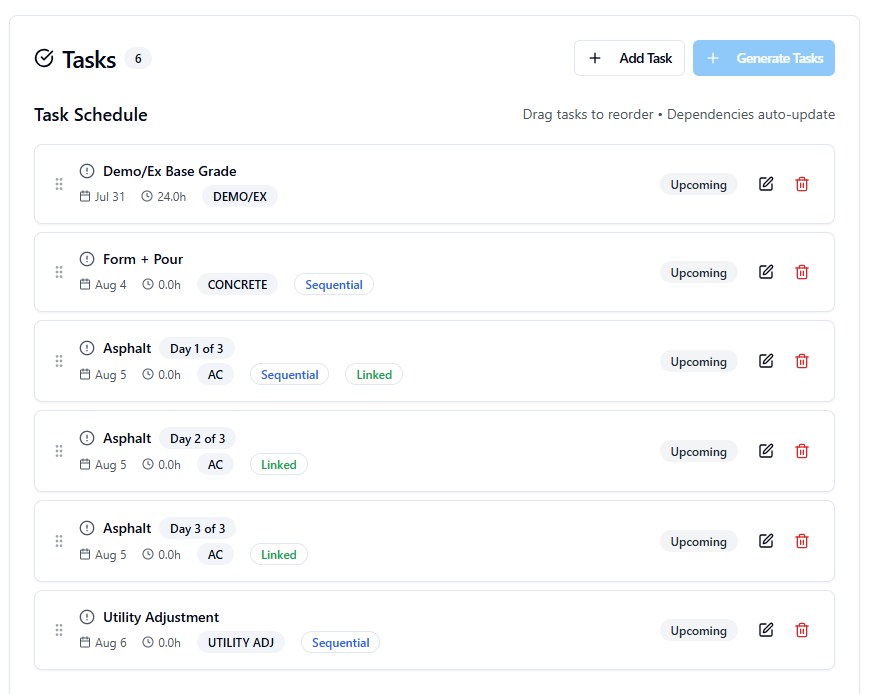 Tasks 6
+ Add Task
+ Generate Tasks
Task Schedule
Drag tasks to reorder • Dependencies auto-update
Demo/Ex Base Grade
Jul 31 24.0h DEMO/EX
Upcoming
Form + Pour
Aug 4 0.0h CONCRETE Sequential
Upcoming
Asphalt Day 1 of 3
Aug 5 0.0h AC Sequential Linked
Upcoming
Asphalt Day 2 of 3
Aug 5 0.0h AC Linked
Upcoming
Asphalt Day 3 of 3
Aug 5 0.0h AC Linked
Upcoming
Utility Adjustment
Aug 6 0.0h UTILITY ADJ Sequential
Upcoming